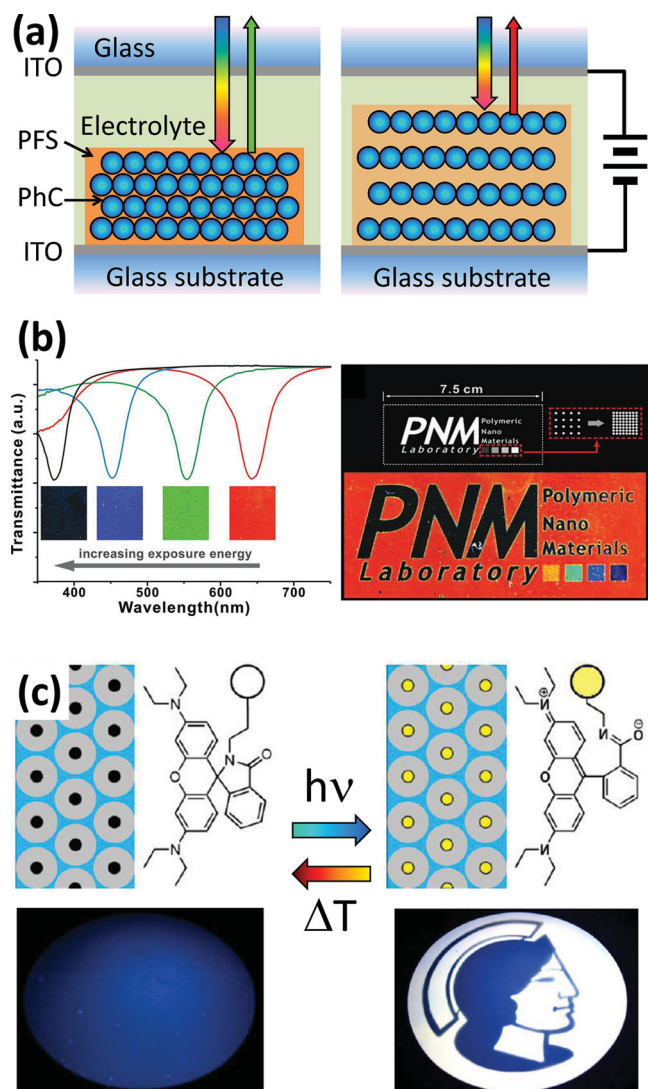 (a)
Glass
ITO
Electrolyte
PFS
PhC
ITO
Glass substrate
Glass substrate
(b)
Transmittance (a.u.)
increasing exposure energy
400 500 600 700
Wavelength(nm)
7.5 cm
PNM
Polymeric
Nano
Materials
Laboratory
PNM
Polymeric
Nano
Materials
Laboratory
(c)
N
O
N
N
O
hν
ΔT
N
⊕
O
N
N
O
⊖